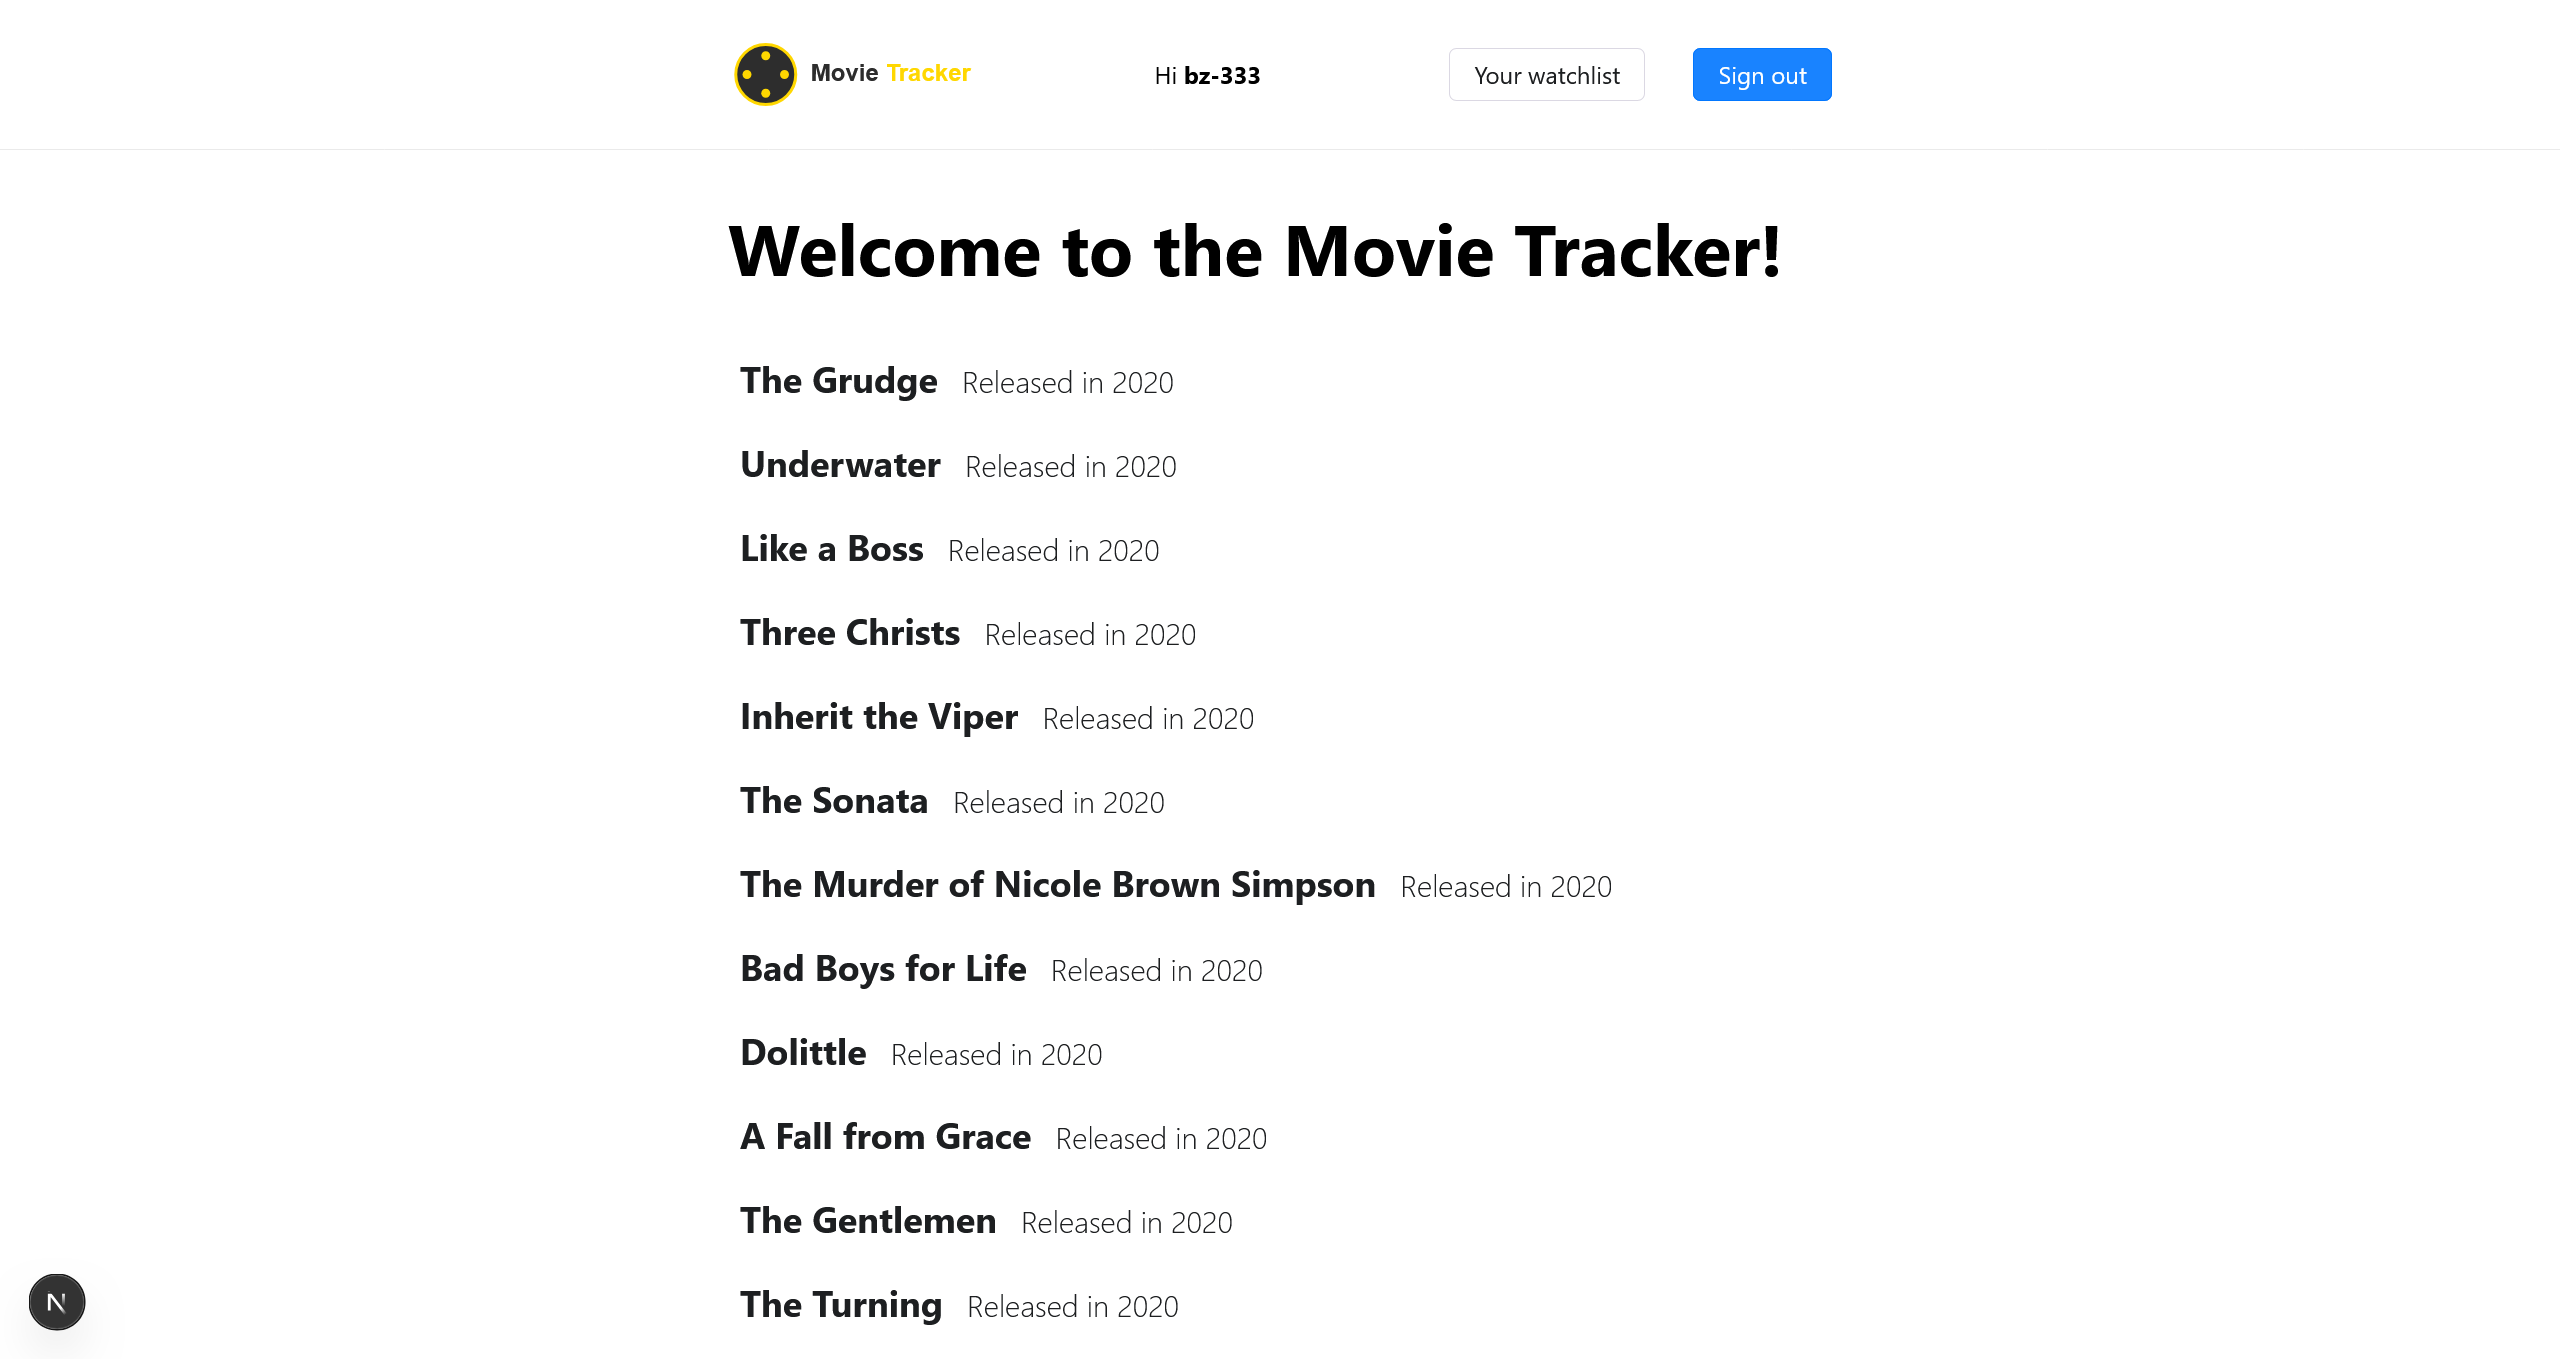 Movie Tracker
Hi bz-333
Your watchlist
Sign out
Welcome to the Movie Tracker!
The Grudge Released in 2020
Underwater Released in 2020
Like a Boss Released in 2020
Three Christs Released in 2020
Inherit the Viper Released in 2020
The Sonata Released in 2020
The Murder of Nicole Brown Simpson Released in 2020
Bad Boys for Life Released in 2020
Dolittle Released in 2020
A Fall from Grace Released in 2020
The Gentlemen Released in 2020
N
The Turning Released in 2020